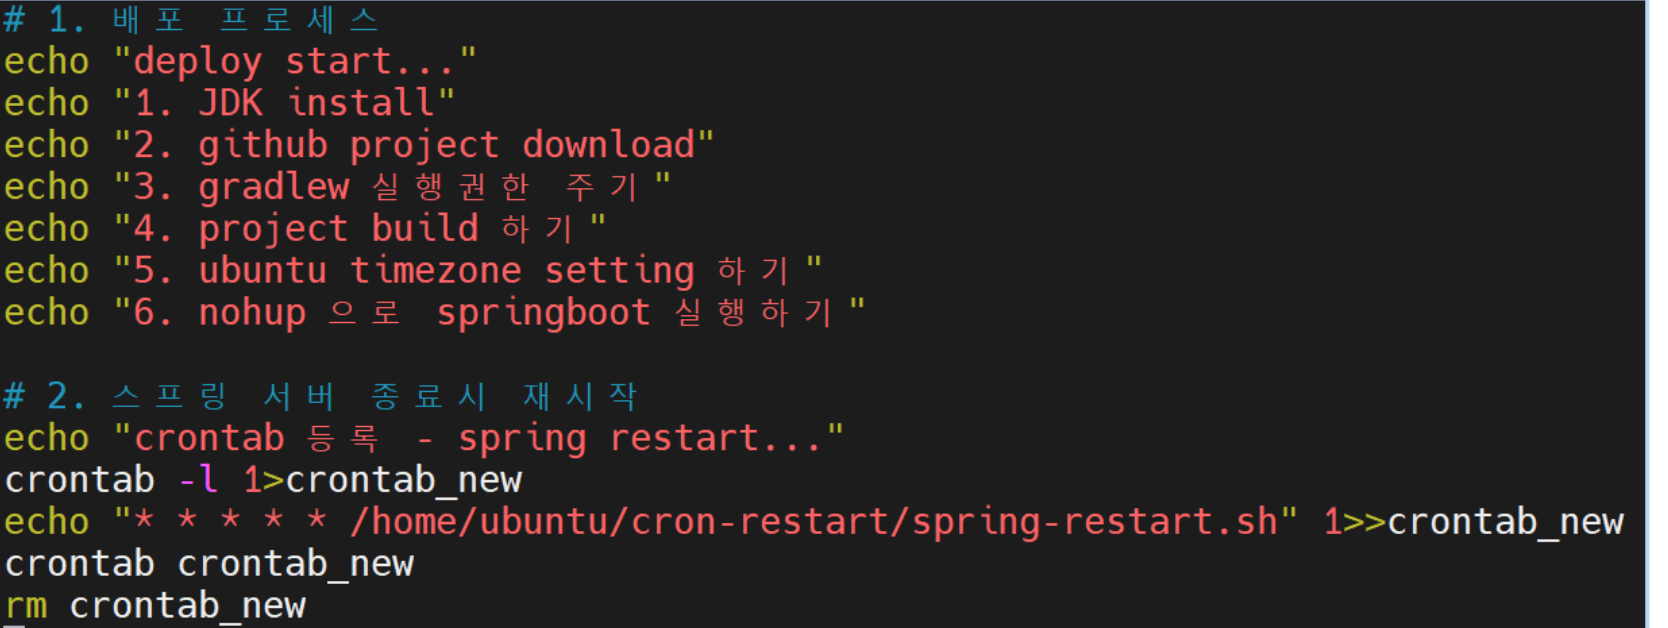 # 1. 배포 프로세스
echo "deploy start..."
echo "1. JDK install"
echo "2. github project download"
echo "3. gradlew 실행권한 주기"
echo "4. project build 하기"
echo "5. ubuntu timezone setting 하기"
echo "6. nohup 으로 springboot 실행하기"

# 2. 스프링 서버 종료시 재시작
echo "crontab 등록 - spring restart..."
crontab -l 1>crontab_new
echo "* * * * * /home/ubuntu/cron-restart/spring-restart.sh" 1>>crontab_new
crontab crontab_new
rm crontab_new